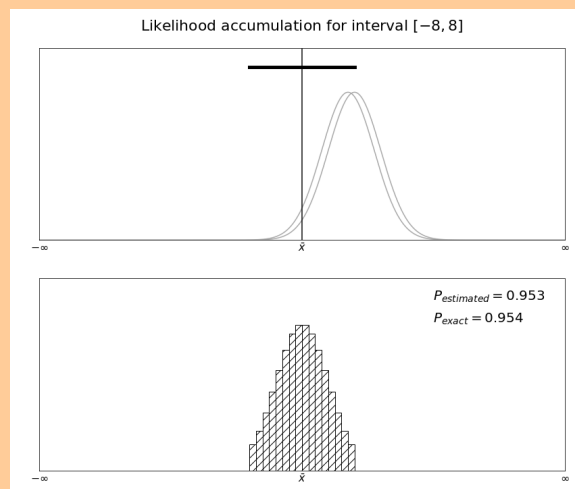 Likelihood accumulation for interval [−8, 8]
−∞ x̄ ∞
P_estimated = 0.953
P_exact = 0.954
−∞ x̄ ∞